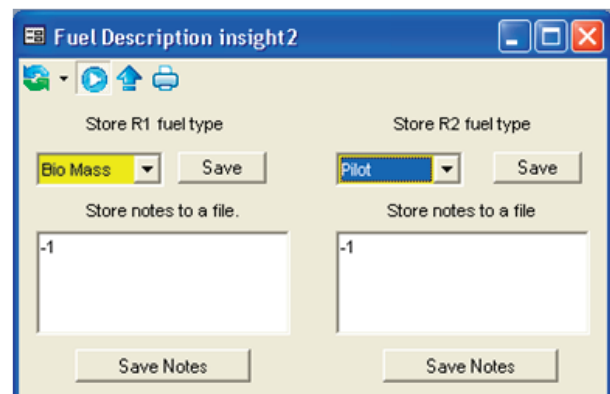 Fuel Description insight2
Store R1 fuel type Store R2 fuel type
Bio Mass Save Pilot Save
Store notes to a file. Store notes to a file
-1 -1
Save Notes Save Notes